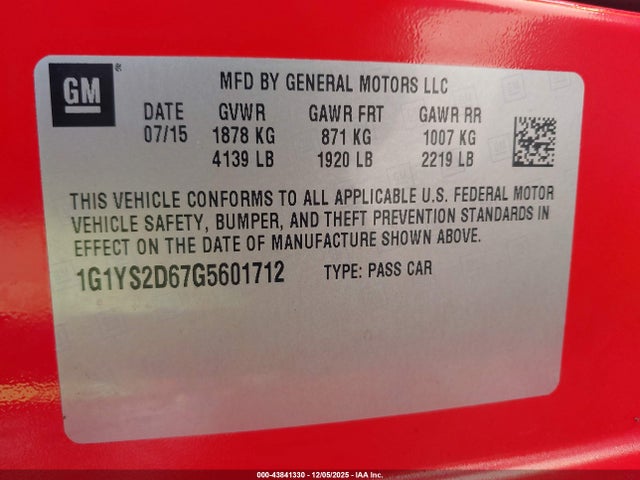 GM
MFD BY GENERAL MOTORS LLC
DATE GVWR GAWR FRT GAWR RR
07/15 1878 KG 871 KG 1007 KG
4139 LB 1920 LB 2219 LB
THIS VEHICLE CONFORMS TO ALL APPLICABLE U.S. FEDERAL MOTOR
VEHICLE SAFETY, BUMPER, AND THEFT PREVENTION STANDARDS IN
EFFECT ON THE DATE OF MANUFACTURE SHOWN ABOVE.
1G1YS2D67G5601712 TYPE: PASS CAR
000-43841330 - 12/05/2025 - IAA Inc.